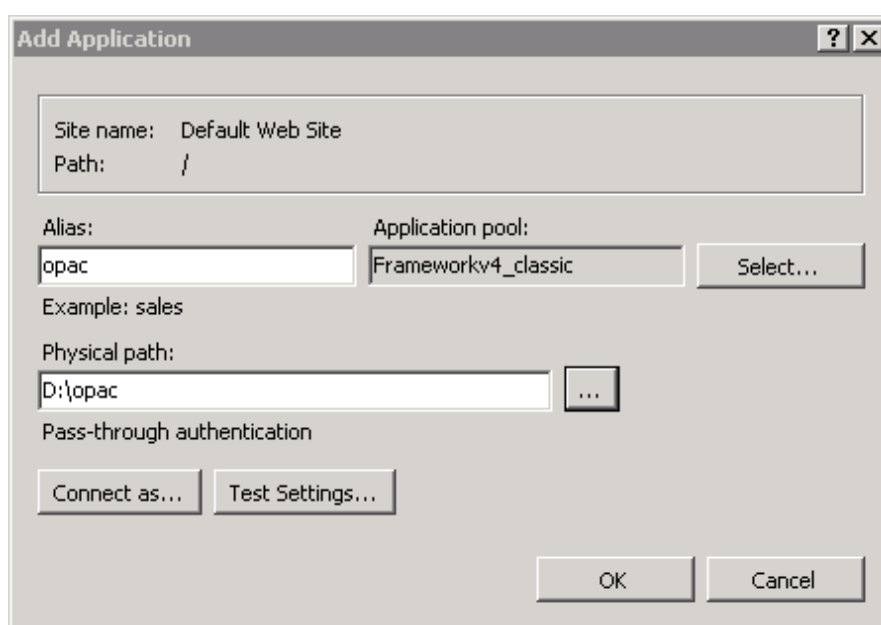 Add Application
?
Site name: Default Web Site
Path: /
Alias: Application pool:
opac Frameworkv4_classic Select...
Example: sales
Physical path:
D:\opac ...
Pass-through authentication
Connect as... Test Settings...
OK Cancel